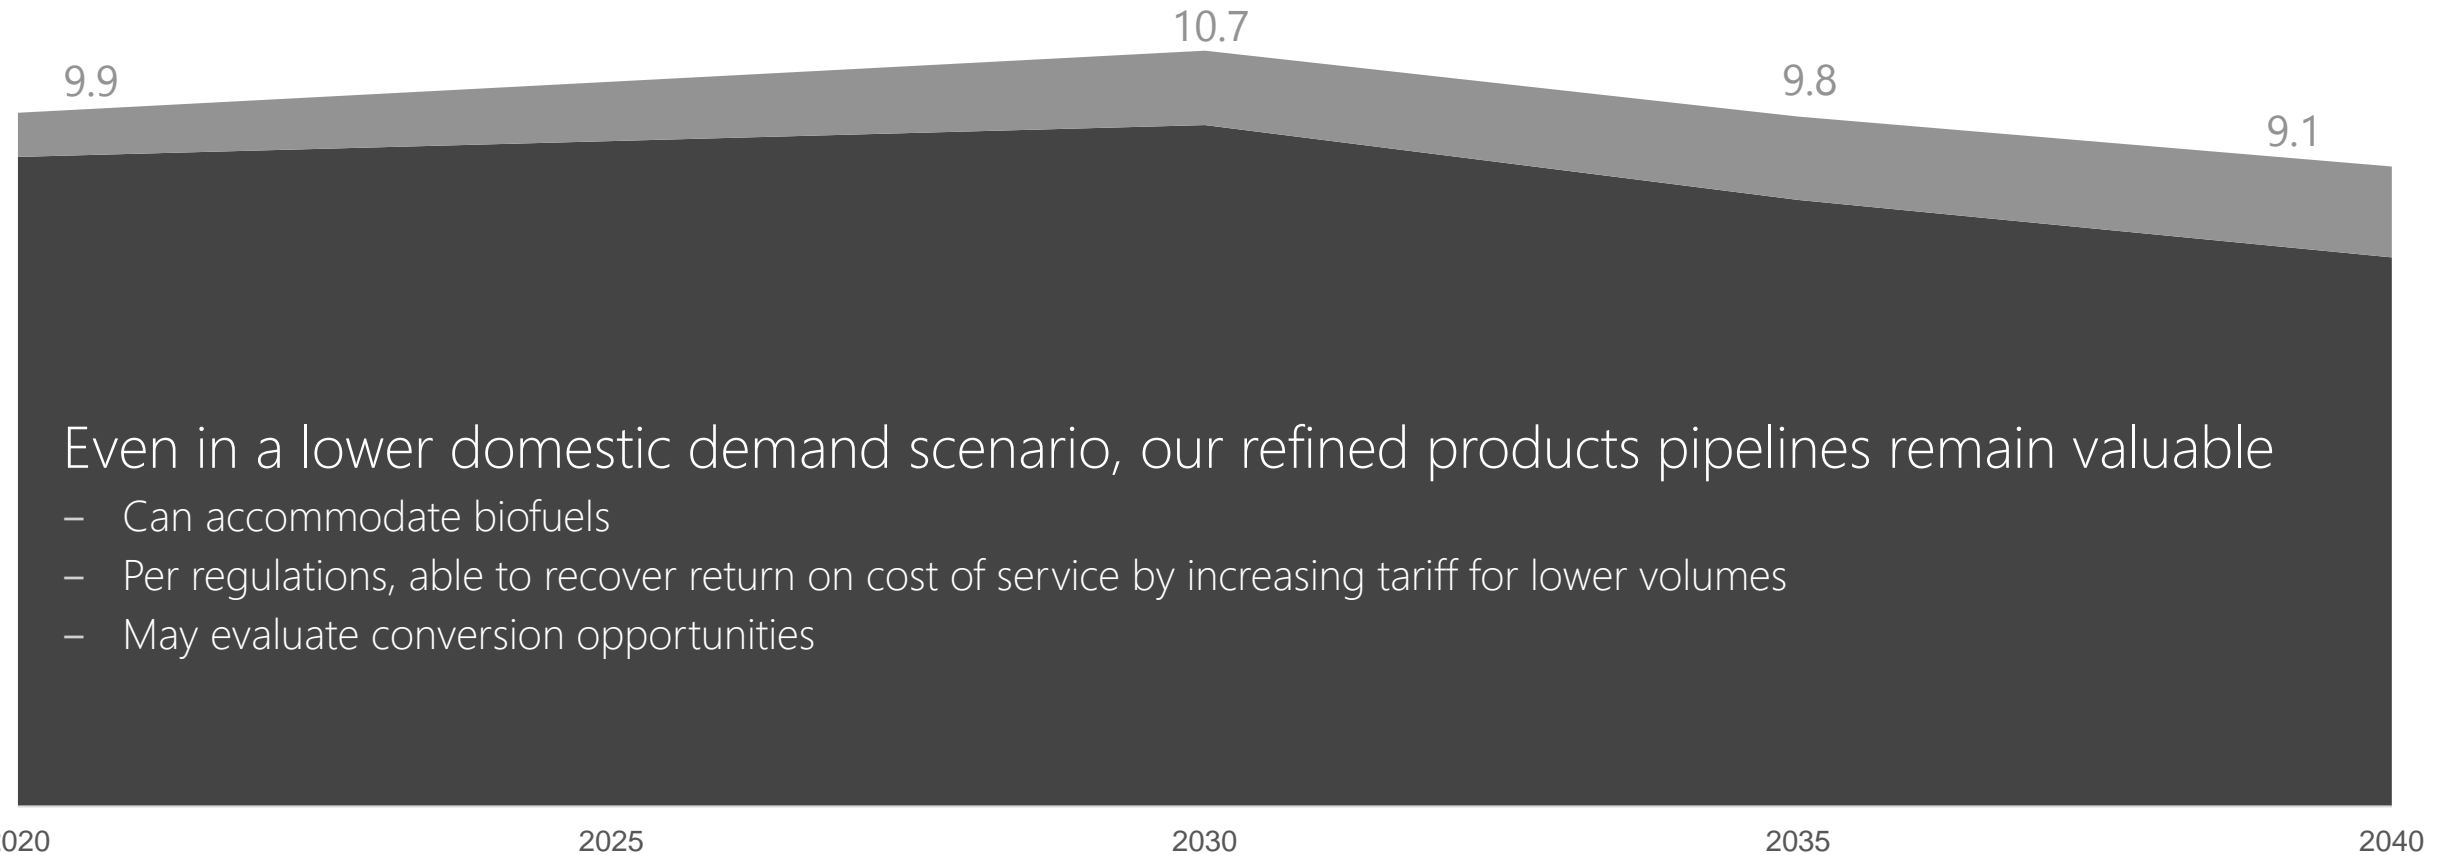 10.7
9.9
9.8
9.1
Even in a lower domestic demand scenario, our refined products pipelines remain valuable
– Can accommodate biofuels
– Per regulations, able to recover return on cost of service by increasing tariff for lower volumes
– May evaluate conversion opportunities
020 2025 2030 2035 2040